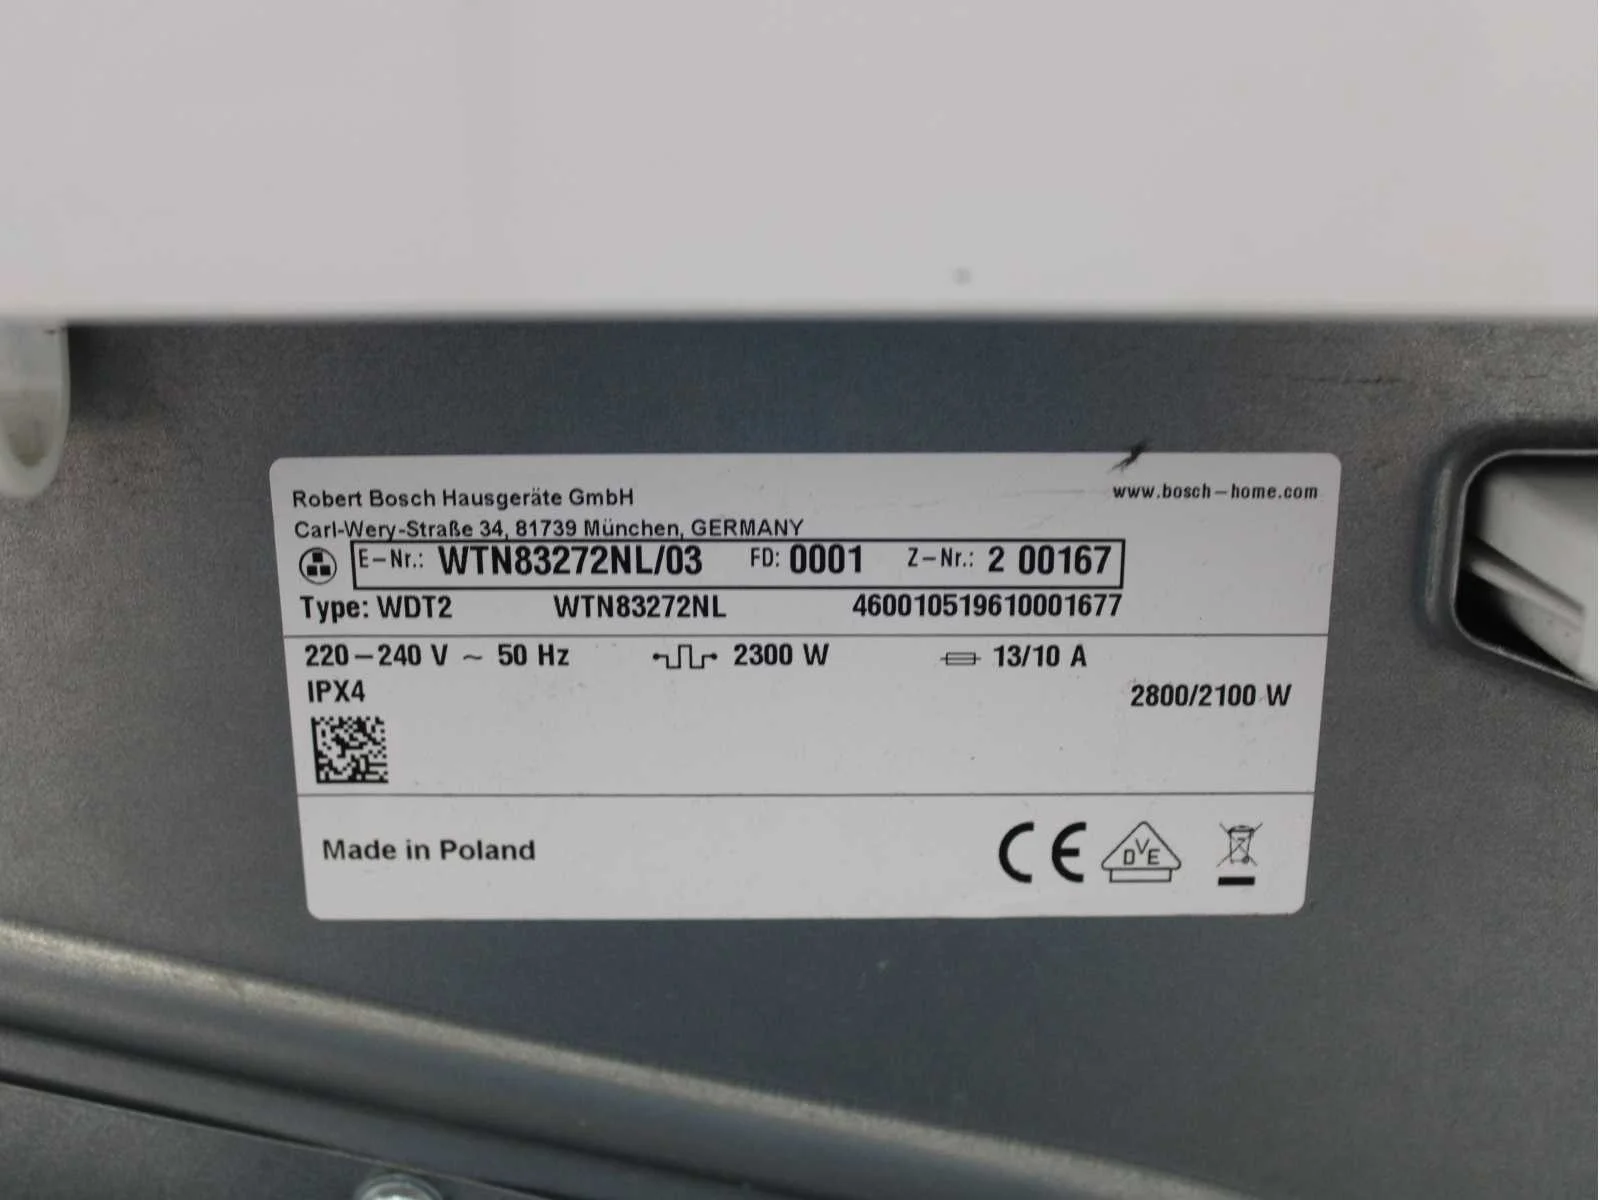 Robert Bosch Hausgeräte GmbH
www.bosch-home.com
Carl-Wery-Straße 34, 81739 München, GERMANY
E-Nr.: WTN83272NL/03 FD: 0001 Z-Nr.: 2 00167
Type: WDT2 WTN83272NL 460010519610001677
220-240 V ~ 50 Hz 2300 W 13/10 A
IPX4 2800/2100 W
Made in Poland CE DVE